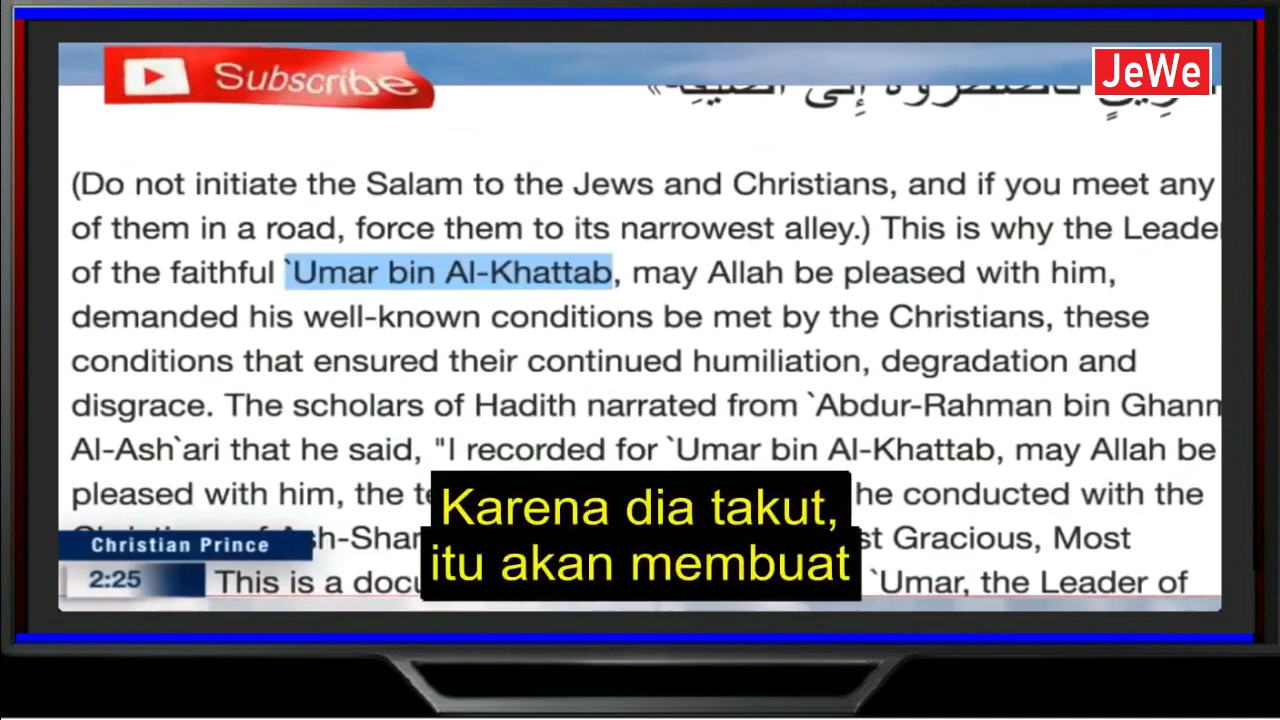 Subscribe
JeWe
(Do not initiate the Salam to the Jews and Christians, and if you meet any
of them in a road, force them to its narrowest alley.) This is why the Leader
of the faithful `Umar bin Al-Khattab, may Allah be pleased with him,
demanded his well-known conditions be met by the Christians, these
conditions that ensured their continued humiliation, degradation and
disgrace. The scholars of Hadith narrated from `Abdur-Rahman bin Ghanm
Al-Ash`ari that he said, "I recorded for `Umar bin Al-Khattab, may Allah be
pleased with him, the he conducted with the
Gracious, Most
This is a `Umar, the Leader of
Karena dia takut,
itu akan membuat
Christian Prince
2:25